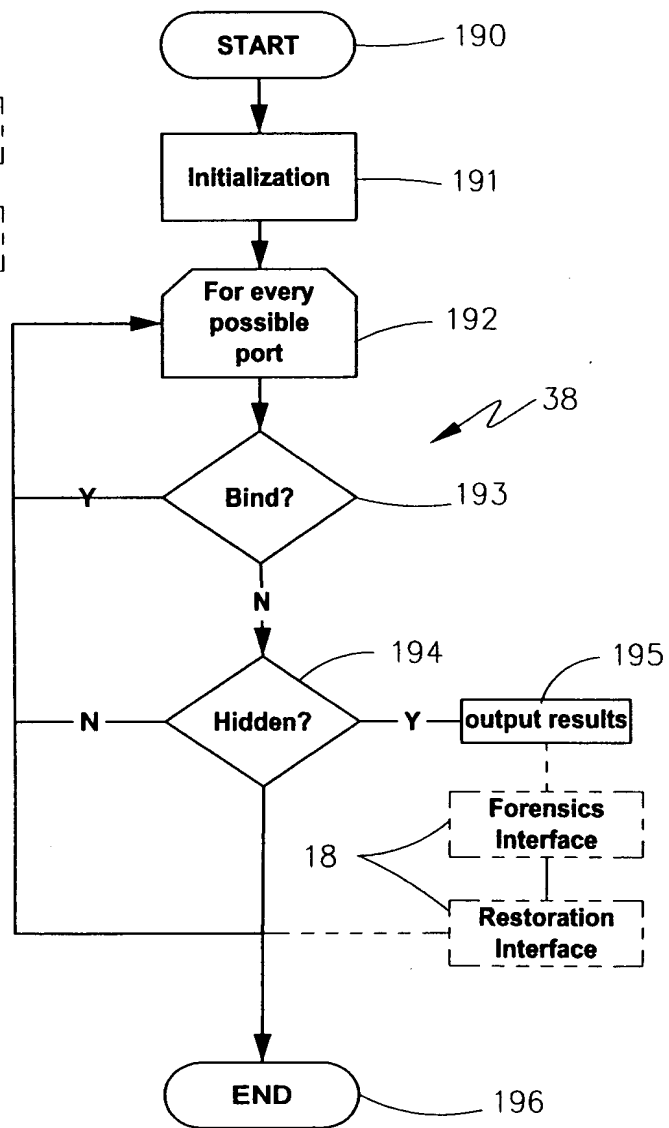 START
190
Initialization
191
For every
possible
port
192
38
Y
Bind?
193
N
194
195
N
Hidden?
Y
output results
Forensics
Interface
18
Restoration
Interface
END
196